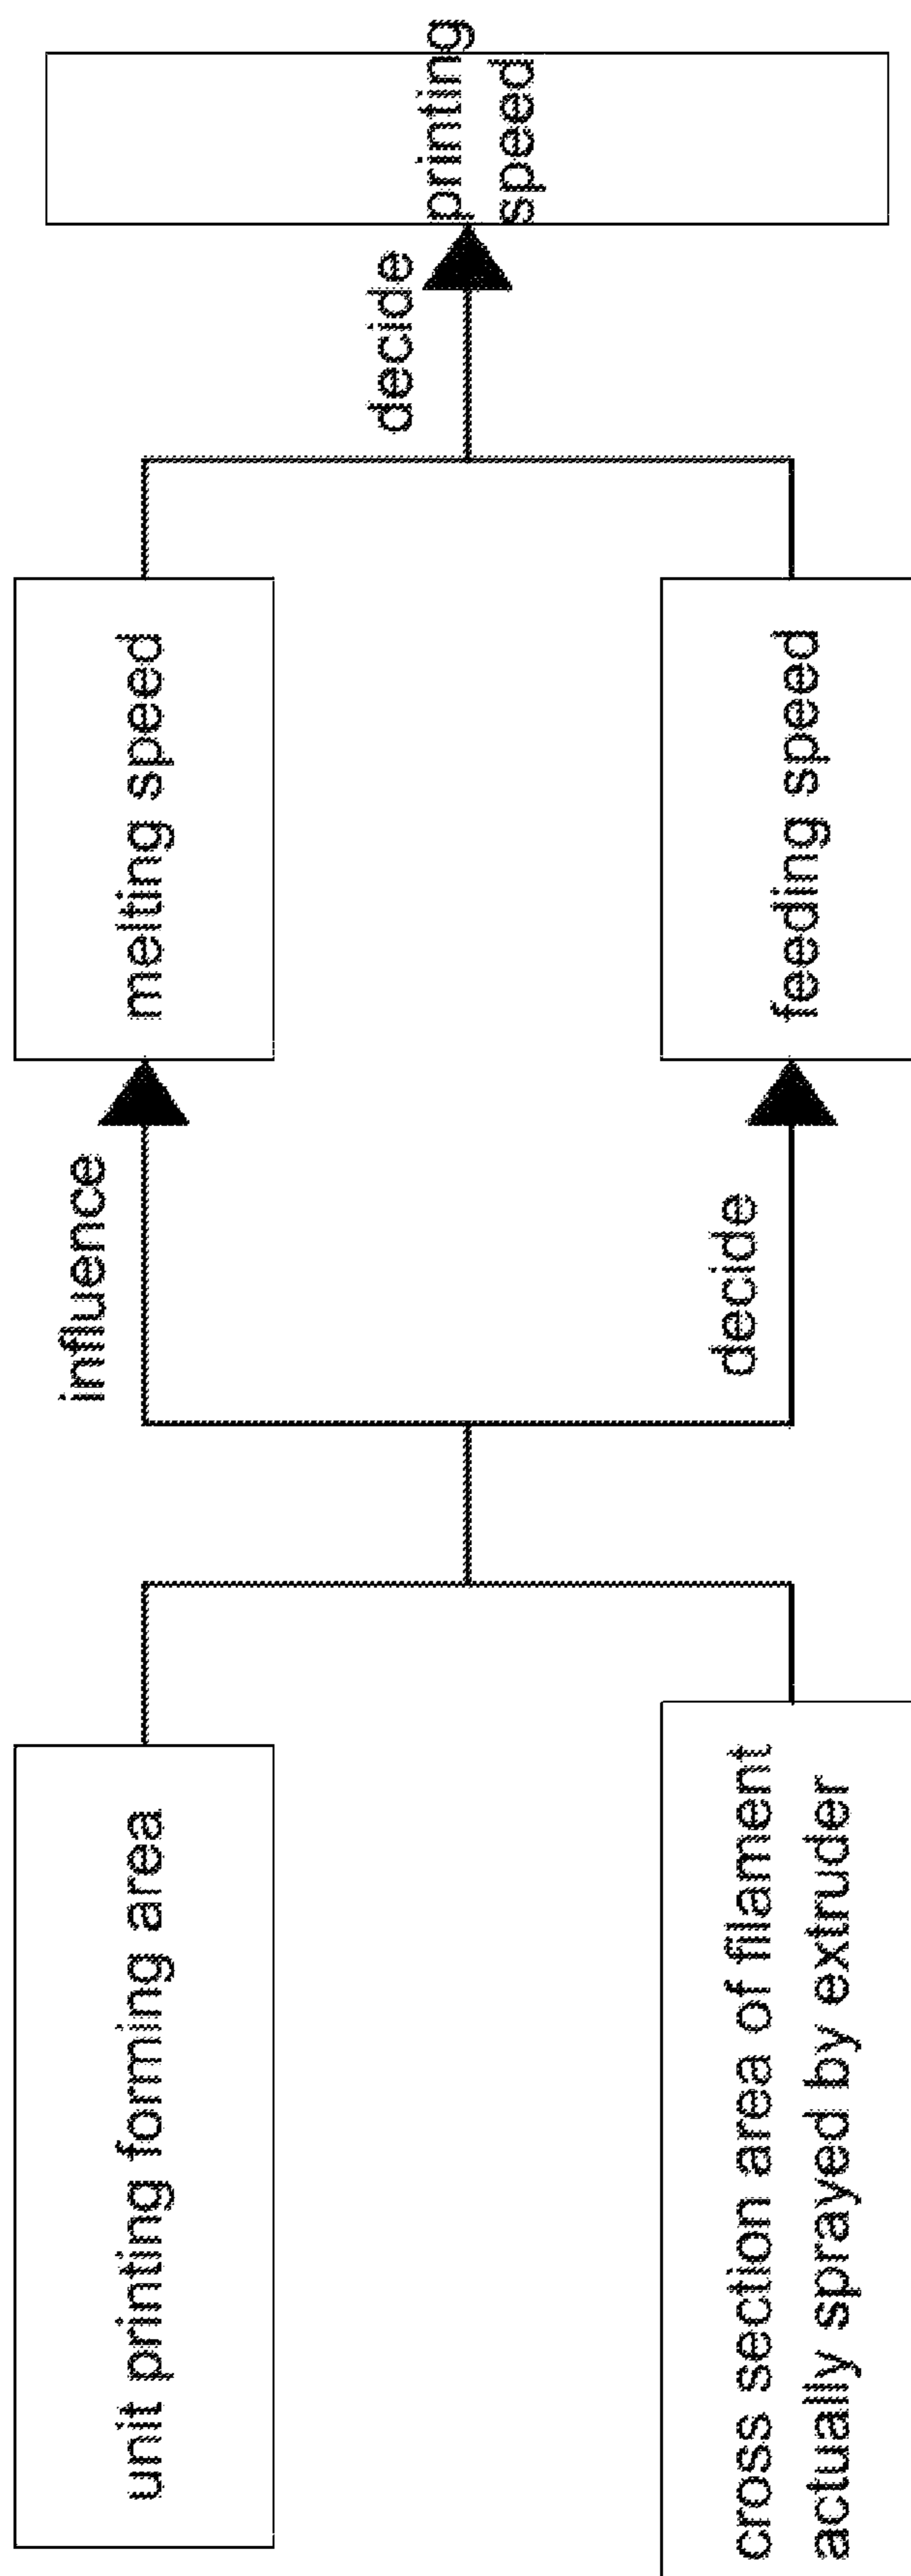 unit printing forming area
cross section area of filament
actually sprayed by extruder
influence
decide
melting speed
feeding speed
decide
printing
speed